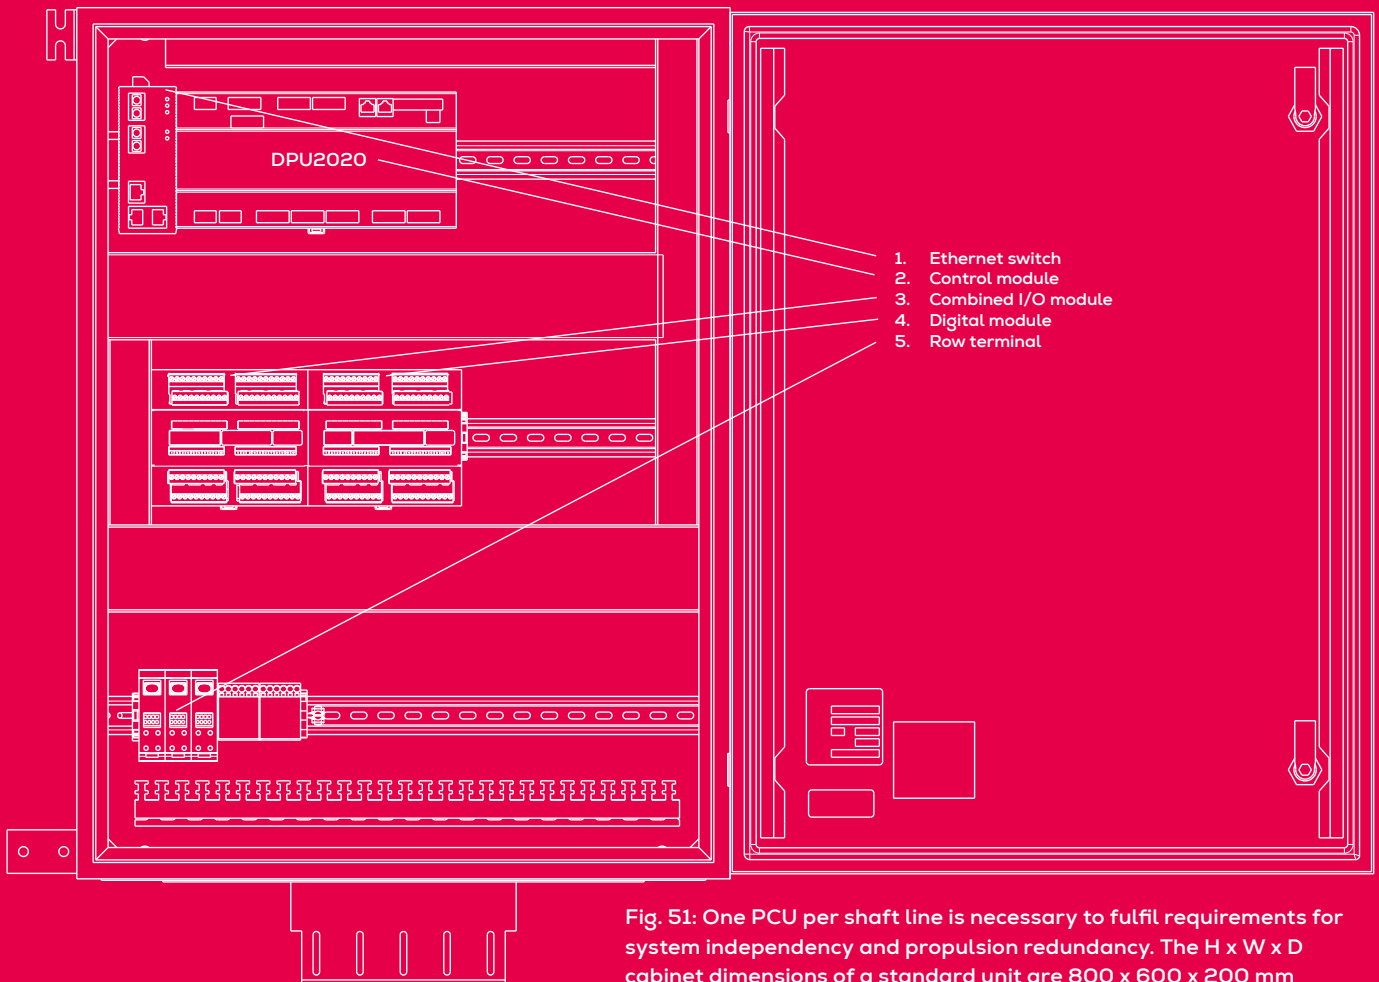 DPU2020
1. Ethernet switch
2. Control module
3. Combined I/O module
4. Digital module
5. Row terminal
Fig. 51: One PCU per shaft line is necessary to fulfil requirements for
system independency and propulsion redundancy. The H x W x D
cabinet dimensions of a standard unit are 800 x 600 x 200 mm